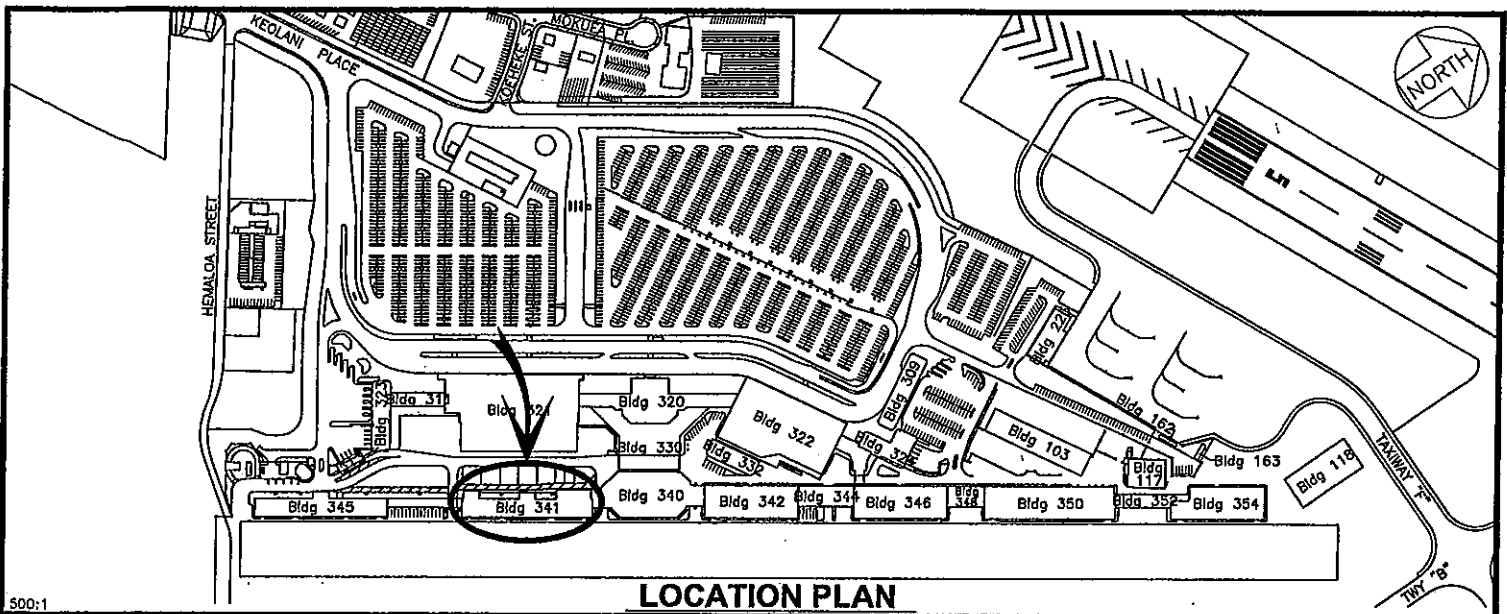 KEOLANI PLACE
KOEHEKE ST.
MOKUEA PL.
NORTH
HEMALOA STREET
Bldg 311
Bldg 321
Bldg 320
Bldg 309
Bldg 162
Bldg 322
Bldg 330
Bldg 332
Bldg 103
Bldg 163
Bldg 117
Bldg 118
TAXIWAY "F"
Bldg 345
Bldg 341
Bldg 340
Bldg 342
Bldg 344
Bldg 346
Bldg 348
Bldg 350
Bldg 352
Bldg 354
TWY "B"
LOCATION PLAN
500:1